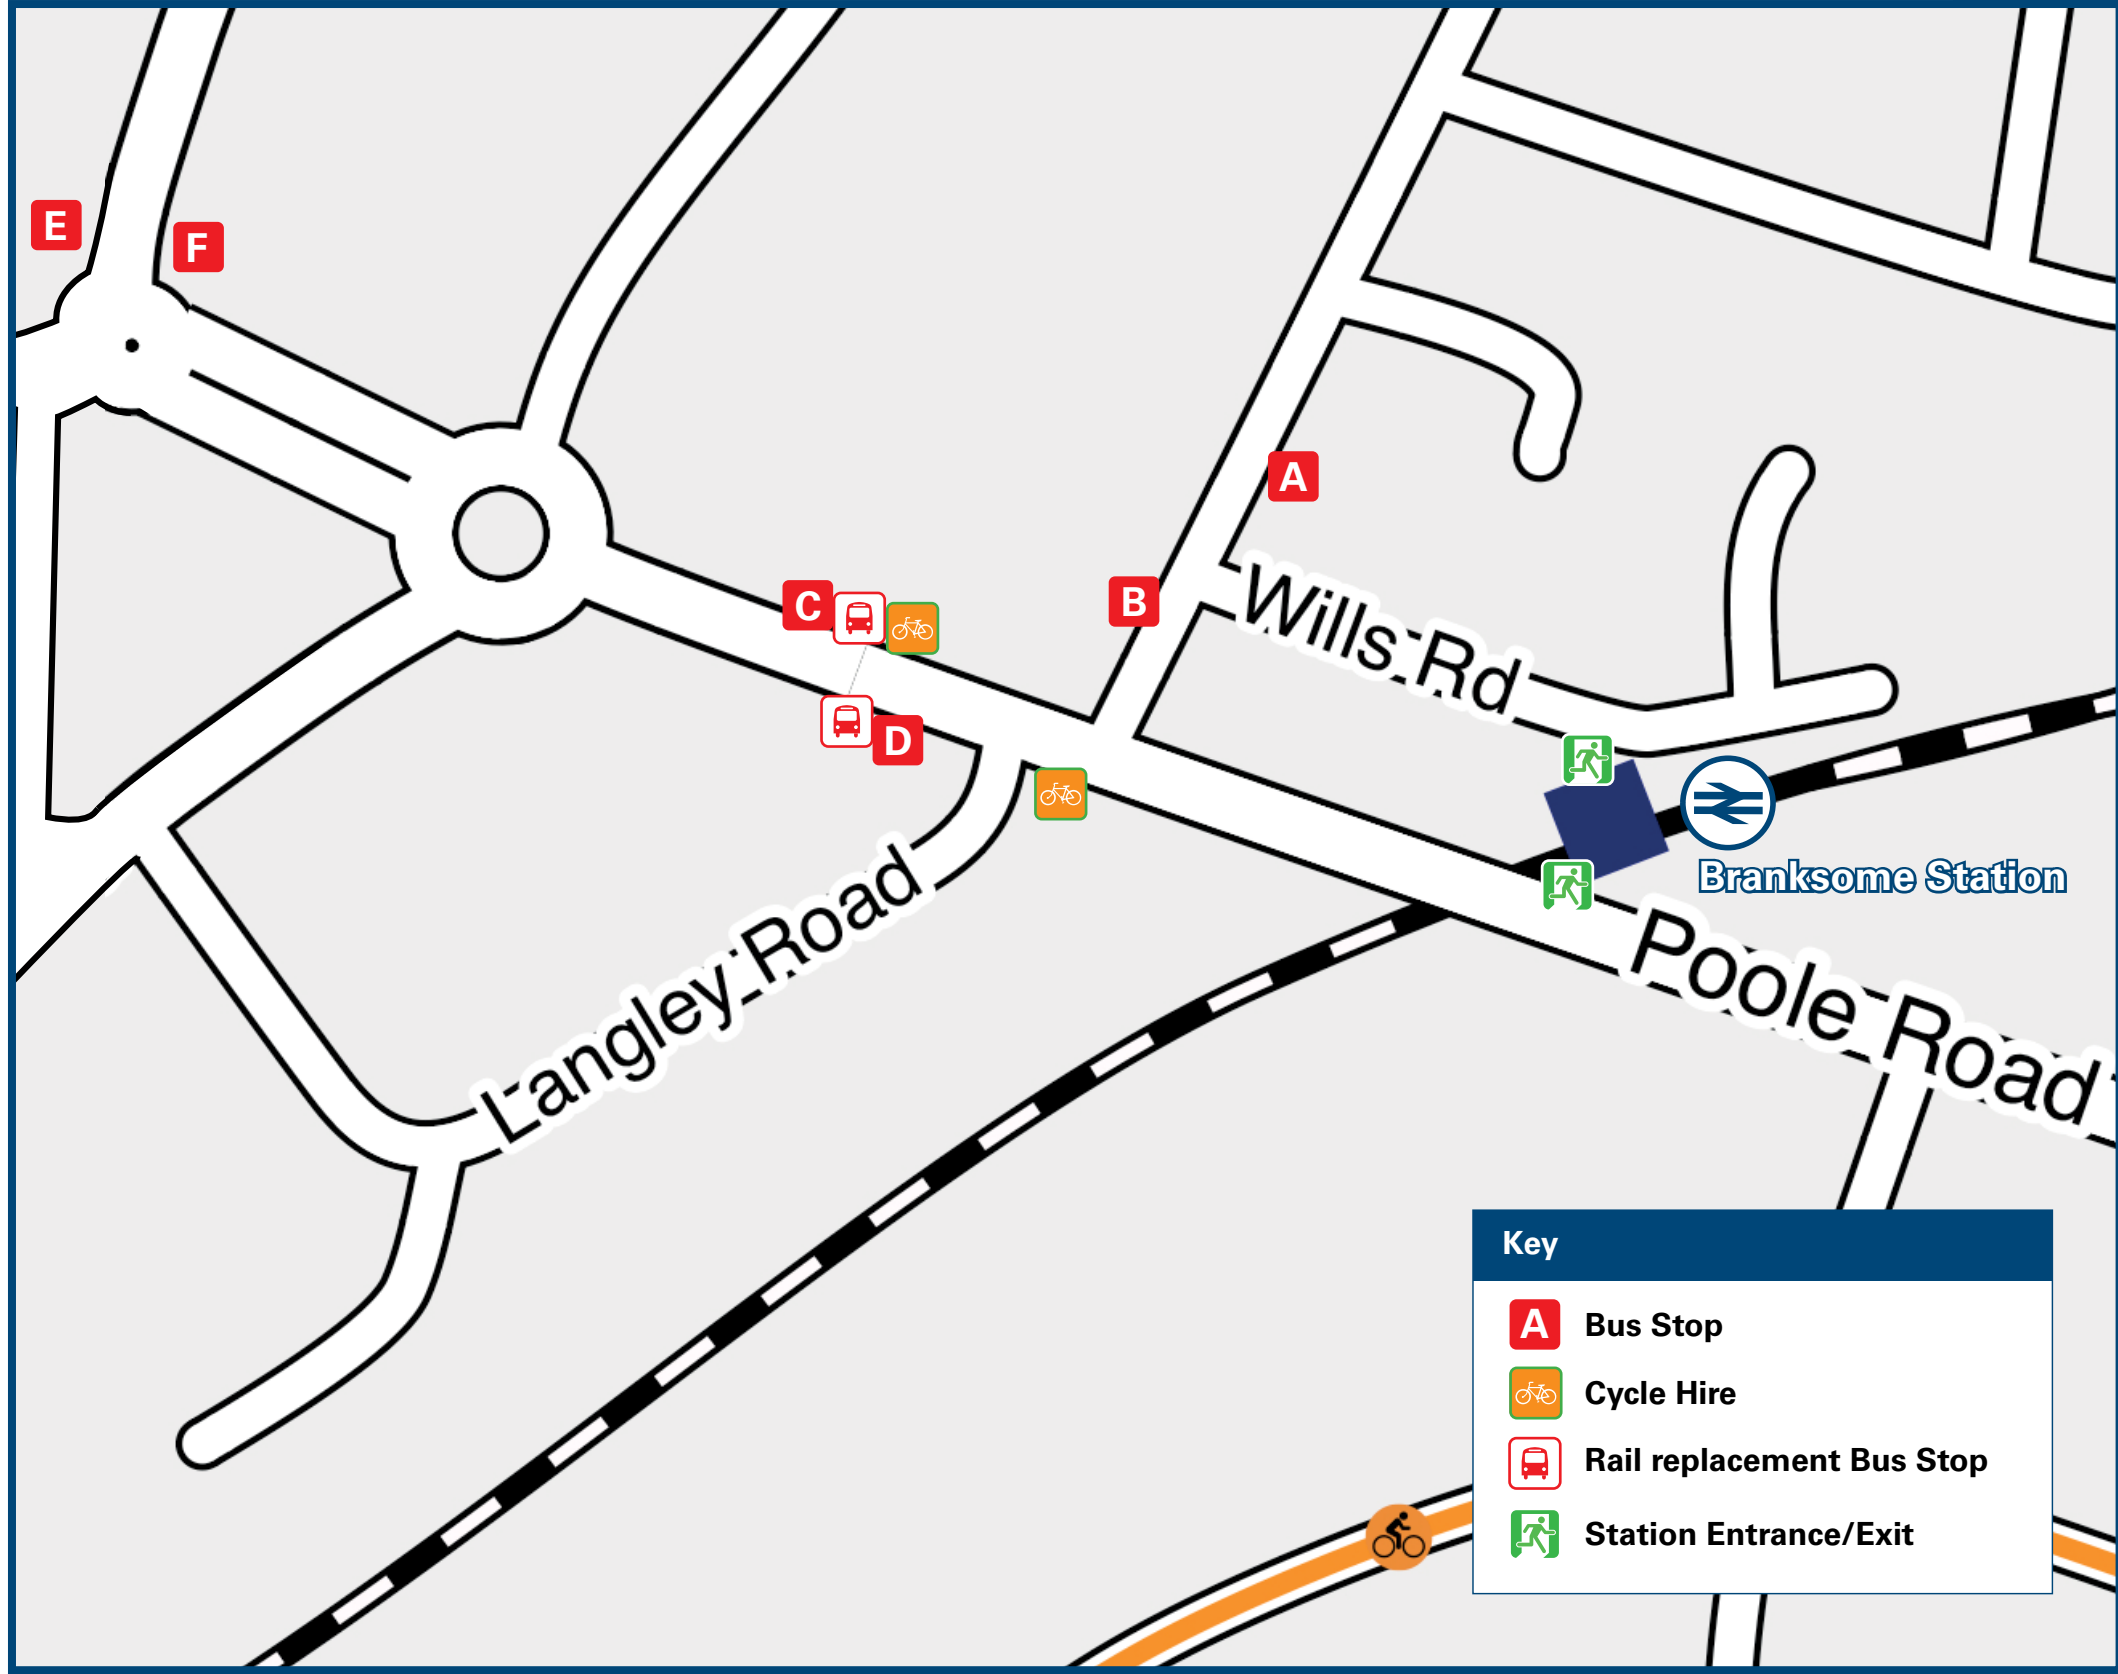 E
F
A
C
B
D
Wills Rd
Branksome Station
Langley Road
Poole Road
Key
A Bus Stop
Cycle Hire
Rail replacement Bus Stop
Station Entrance/Exit